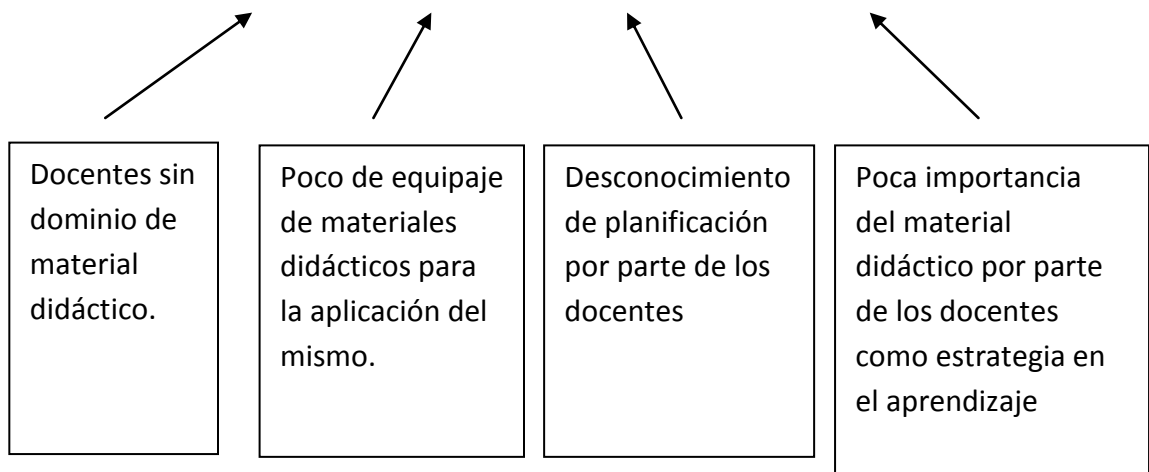 Docentes sin
dominio de
material
didáctico.
Poco de equipaje
de materiales
didácticos para
la aplicación del
mismo.
Desconocimiento
de planificación
por parte de los
docentes
Poca importancia
del material
didáctico por parte
de los docentes
como estrategia en
el aprendizaje